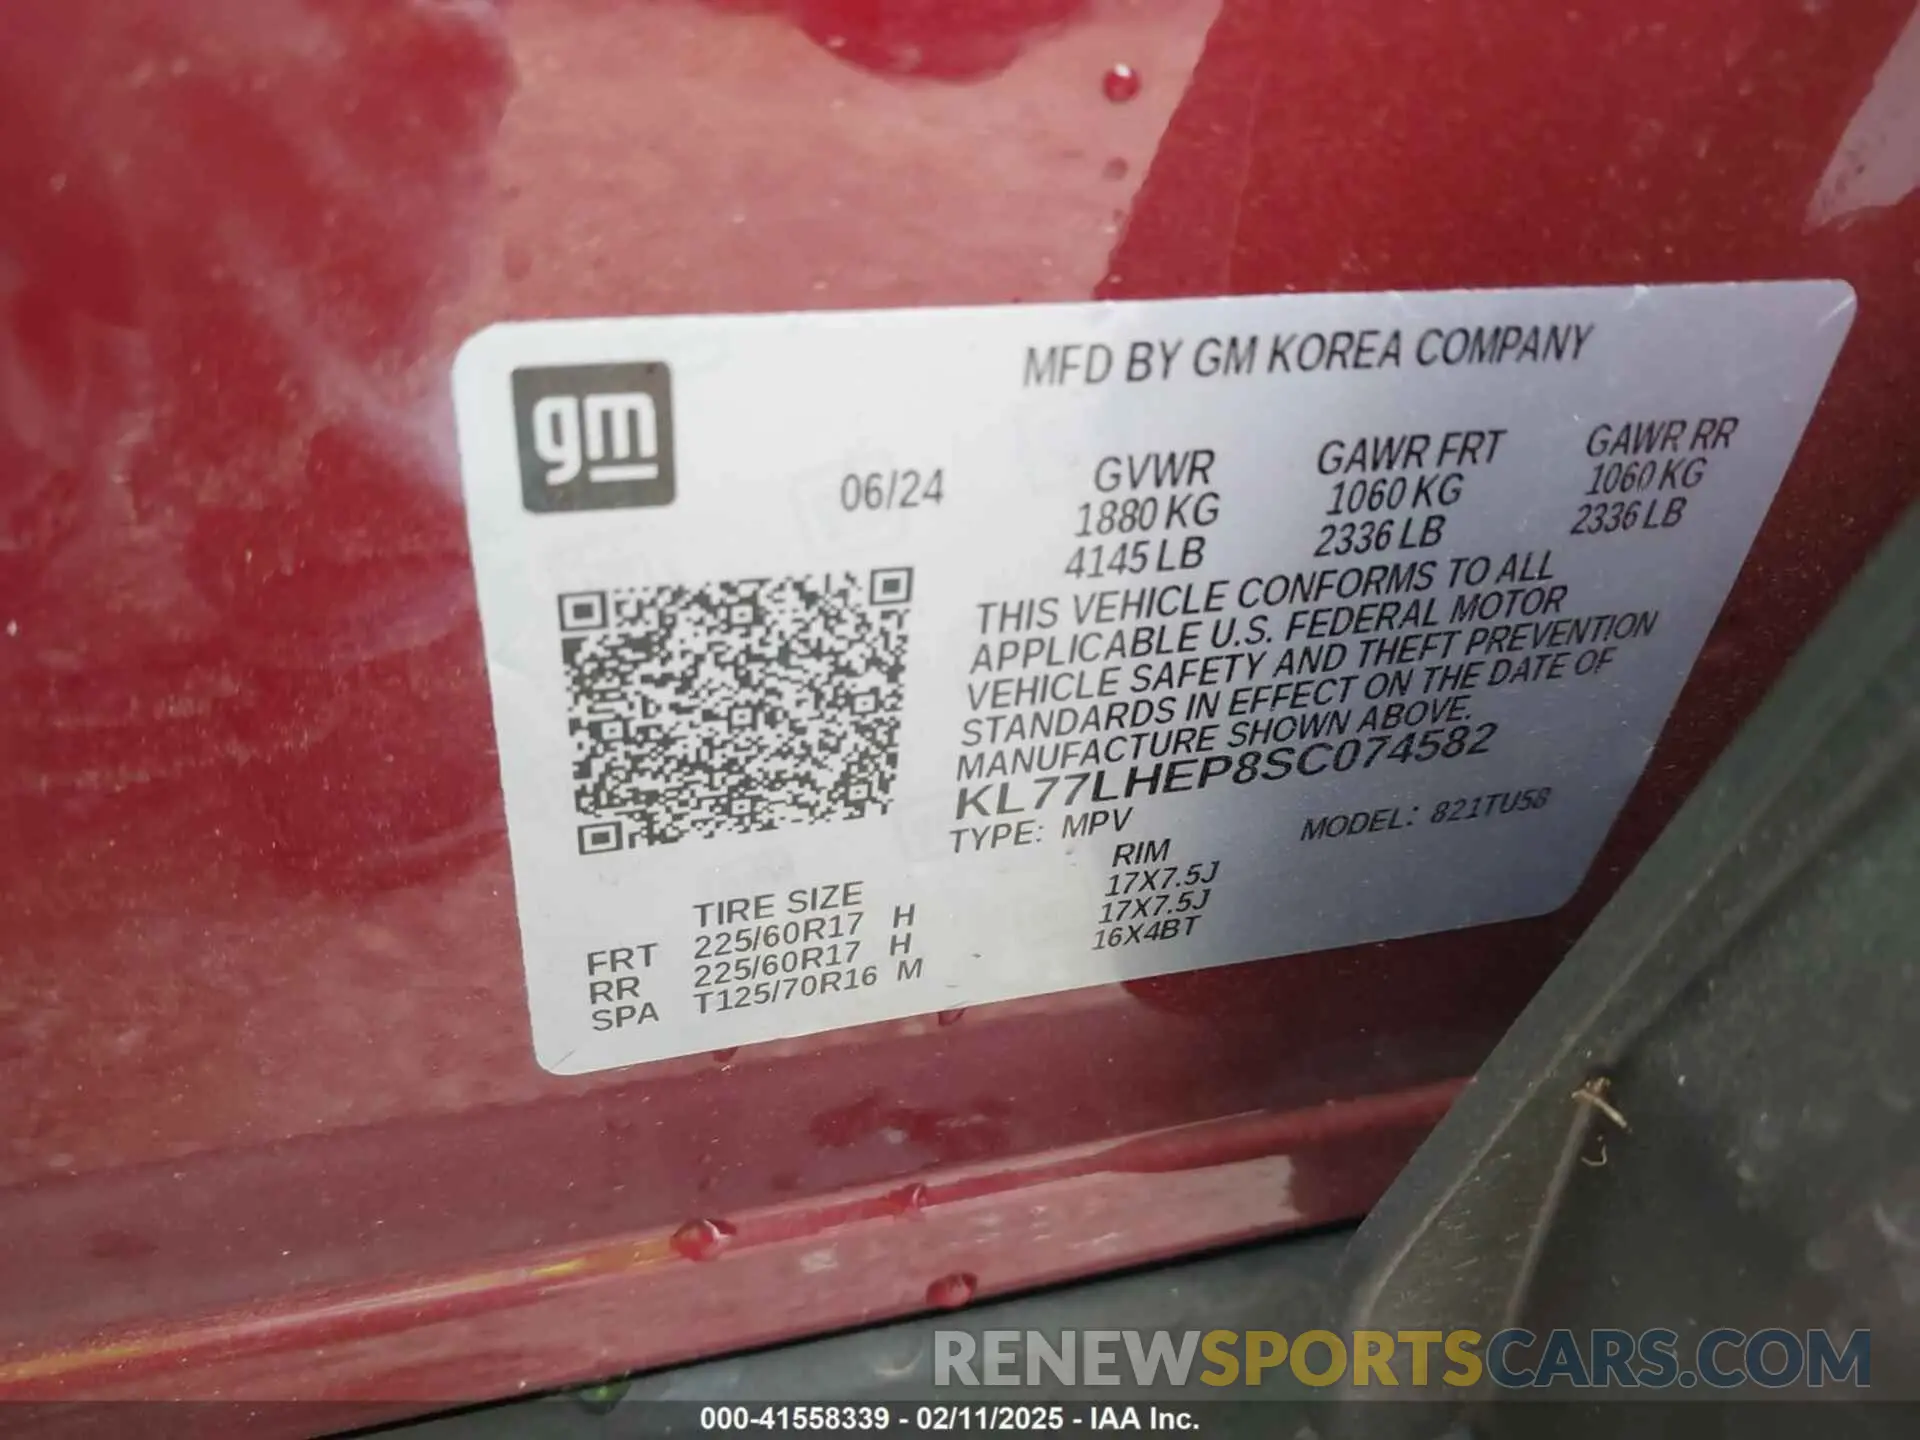 gm
MFD BY GM KOREA COMPANY
06/24
GVWR GAWR FRT GAWR RR
1880 KG 1060 KG 1060 KG
4145 LB 2336 LB 2336 LB
THIS VEHICLE CONFORMS TO ALL
APPLICABLE U.S. FEDERAL MOTOR
VEHICLE SAFETY AND THEFT PREVENTION
STANDARDS IN EFFECT ON THE DATE OF
MANUFACTURE SHOWN ABOVE.
KL77LHEP8SC074582
TYPE: MPV MODEL: 821TU58
TIRE SIZE RIM
FRT 225/60R17 H 17X7.5J
RR 225/60R17 H 17X7.5J
SPA T125/70R16 M 16X4BT
RENEWSPORTSCARS.COM
000-41558339 - 02/11/2025 - IAA Inc.